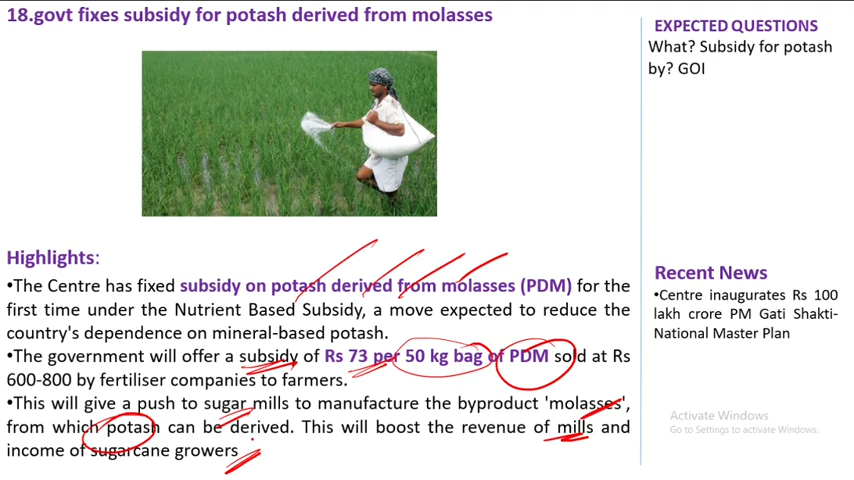 18.govt fixes subsidy for potash derived from molasses
Highlights:
•The Centre has fixed subsidy on potash derived from molasses (PDM) for the
first time under the Nutrient Based Subsidy, a move expected to reduce the
country's dependence on mineral-based potash.
•The government will offer a subsidy of Rs 73 per 50 kg bag of PDM sold at Rs
600-800 by fertiliser companies to farmers.
•This will give a push to sugar mills to manufacture the byproduct 'molasses',
from which potash can be derived. This will boost the revenue of mills and
income of sugarcane growers
EXPECTED QUESTIONS
What? Subsidy for potash
by? GOI
Recent News
•Centre inaugurates Rs 100
lakh crore PM Gati Shakti-
National Master Plan
Activate Windows
Go to Settings to activate Windows.